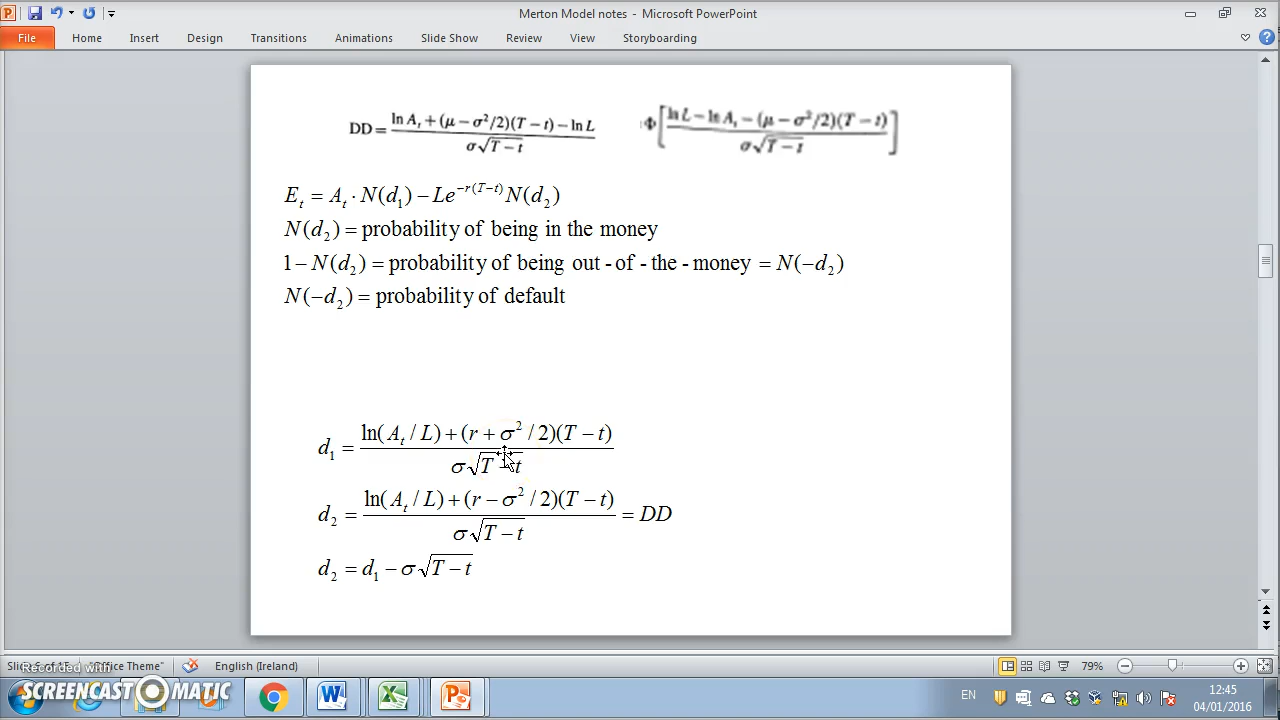 Merton Model notes - Microsoft PowerPoint
File Home Insert Design Transitions Animations Slide Show Review View Storyboarding
DD = (ln A_t + (μ − σ²/2)(T − t) − ln L) / (σ√(T − t))
Φ[(ln L − ln A_t − (μ − σ²/2)(T − t)) / (σ√(T − t))]
E_t = A_t · N(d_1) − Le^{−r(T−t)} N(d_2)
N(d_2) = probability of being in the money
1 − N(d_2) = probability of being out - of - the - money = N(−d_2)
N(−d_2) = probability of default
d_1 = (ln(A_t / L) + (r + σ² / 2)(T − t)) / (σ√(T − t))
d_2 = (ln(A_t / L) + (r − σ² / 2)(T − t)) / (σ√(T − t)) = DD
d_2 = d_1 − σ√(T − t)
Recorded with
"Office Theme" English (Ireland) 79%
SCREENCAST MATIC
EN
12:45
04/01/2016